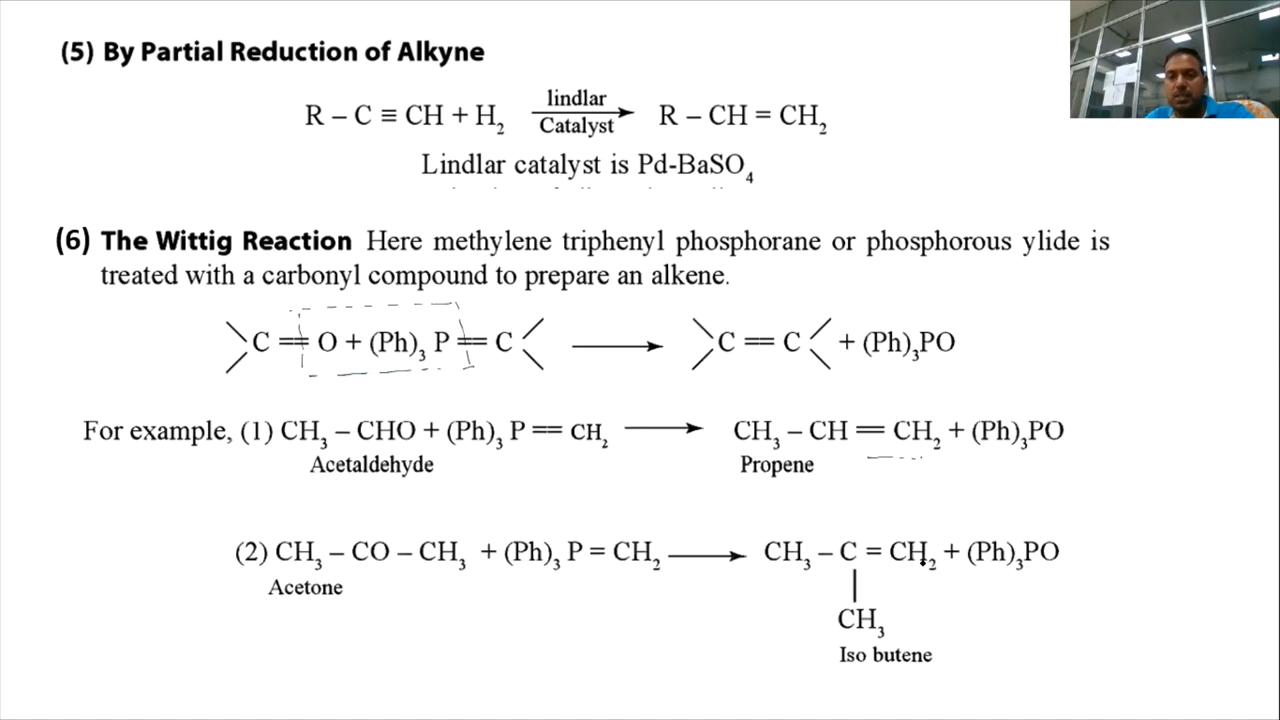 (5) By Partial Reduction of Alkyne
R – C ≡ CH + H₂ lindlar Catalyst R – CH = CH₂
Lindlar catalyst is Pd-BaSO₄
(6) The Wittig Reaction Here methylene triphenyl phosphorane or phosphorous ylide is
treated with a carbonyl compound to prepare an alkene.
C = O + (Ph)₃ P = C ⟶ C = C + (Ph)₃PO
For example, (1) CH₃ – CHO + (Ph)₃ P = CH₂ ⟶ CH₃ – CH = CH₂ + (Ph)₃PO
Acetaldehyde Propene
(2) CH₃ – CO – CH₃ + (Ph)₃ P = CH₂ ⟶ CH₃ – C = CH₂ + (Ph)₃PO
Acetone
|
CH₃
Iso butene